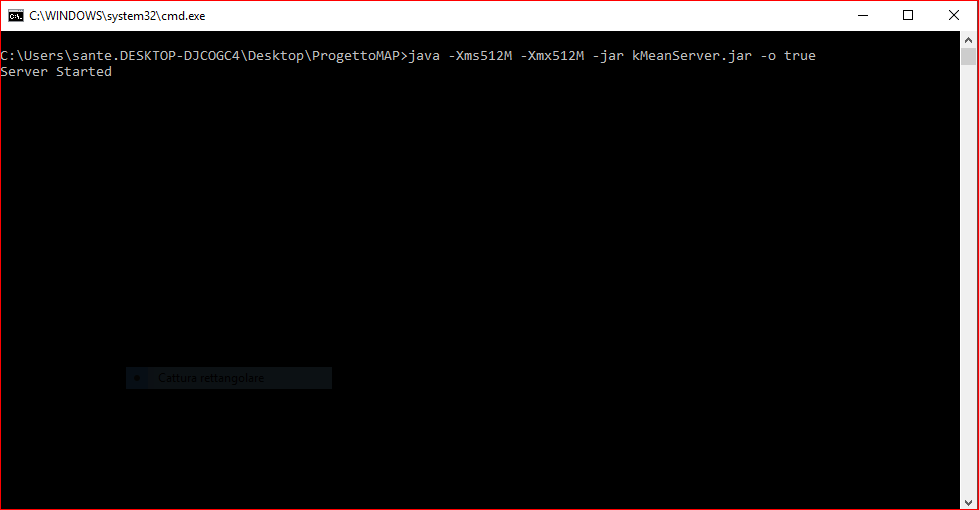 C:\WINDOWS\system32\cmd.exe
C:\Users\sante.DESKTOP-DJCOGC4\Desktop\ProgettoMAP>java -Xms512M -Xmx512M -jar kMeanServer.jar -o true
Server Started
Cattura rettangolare